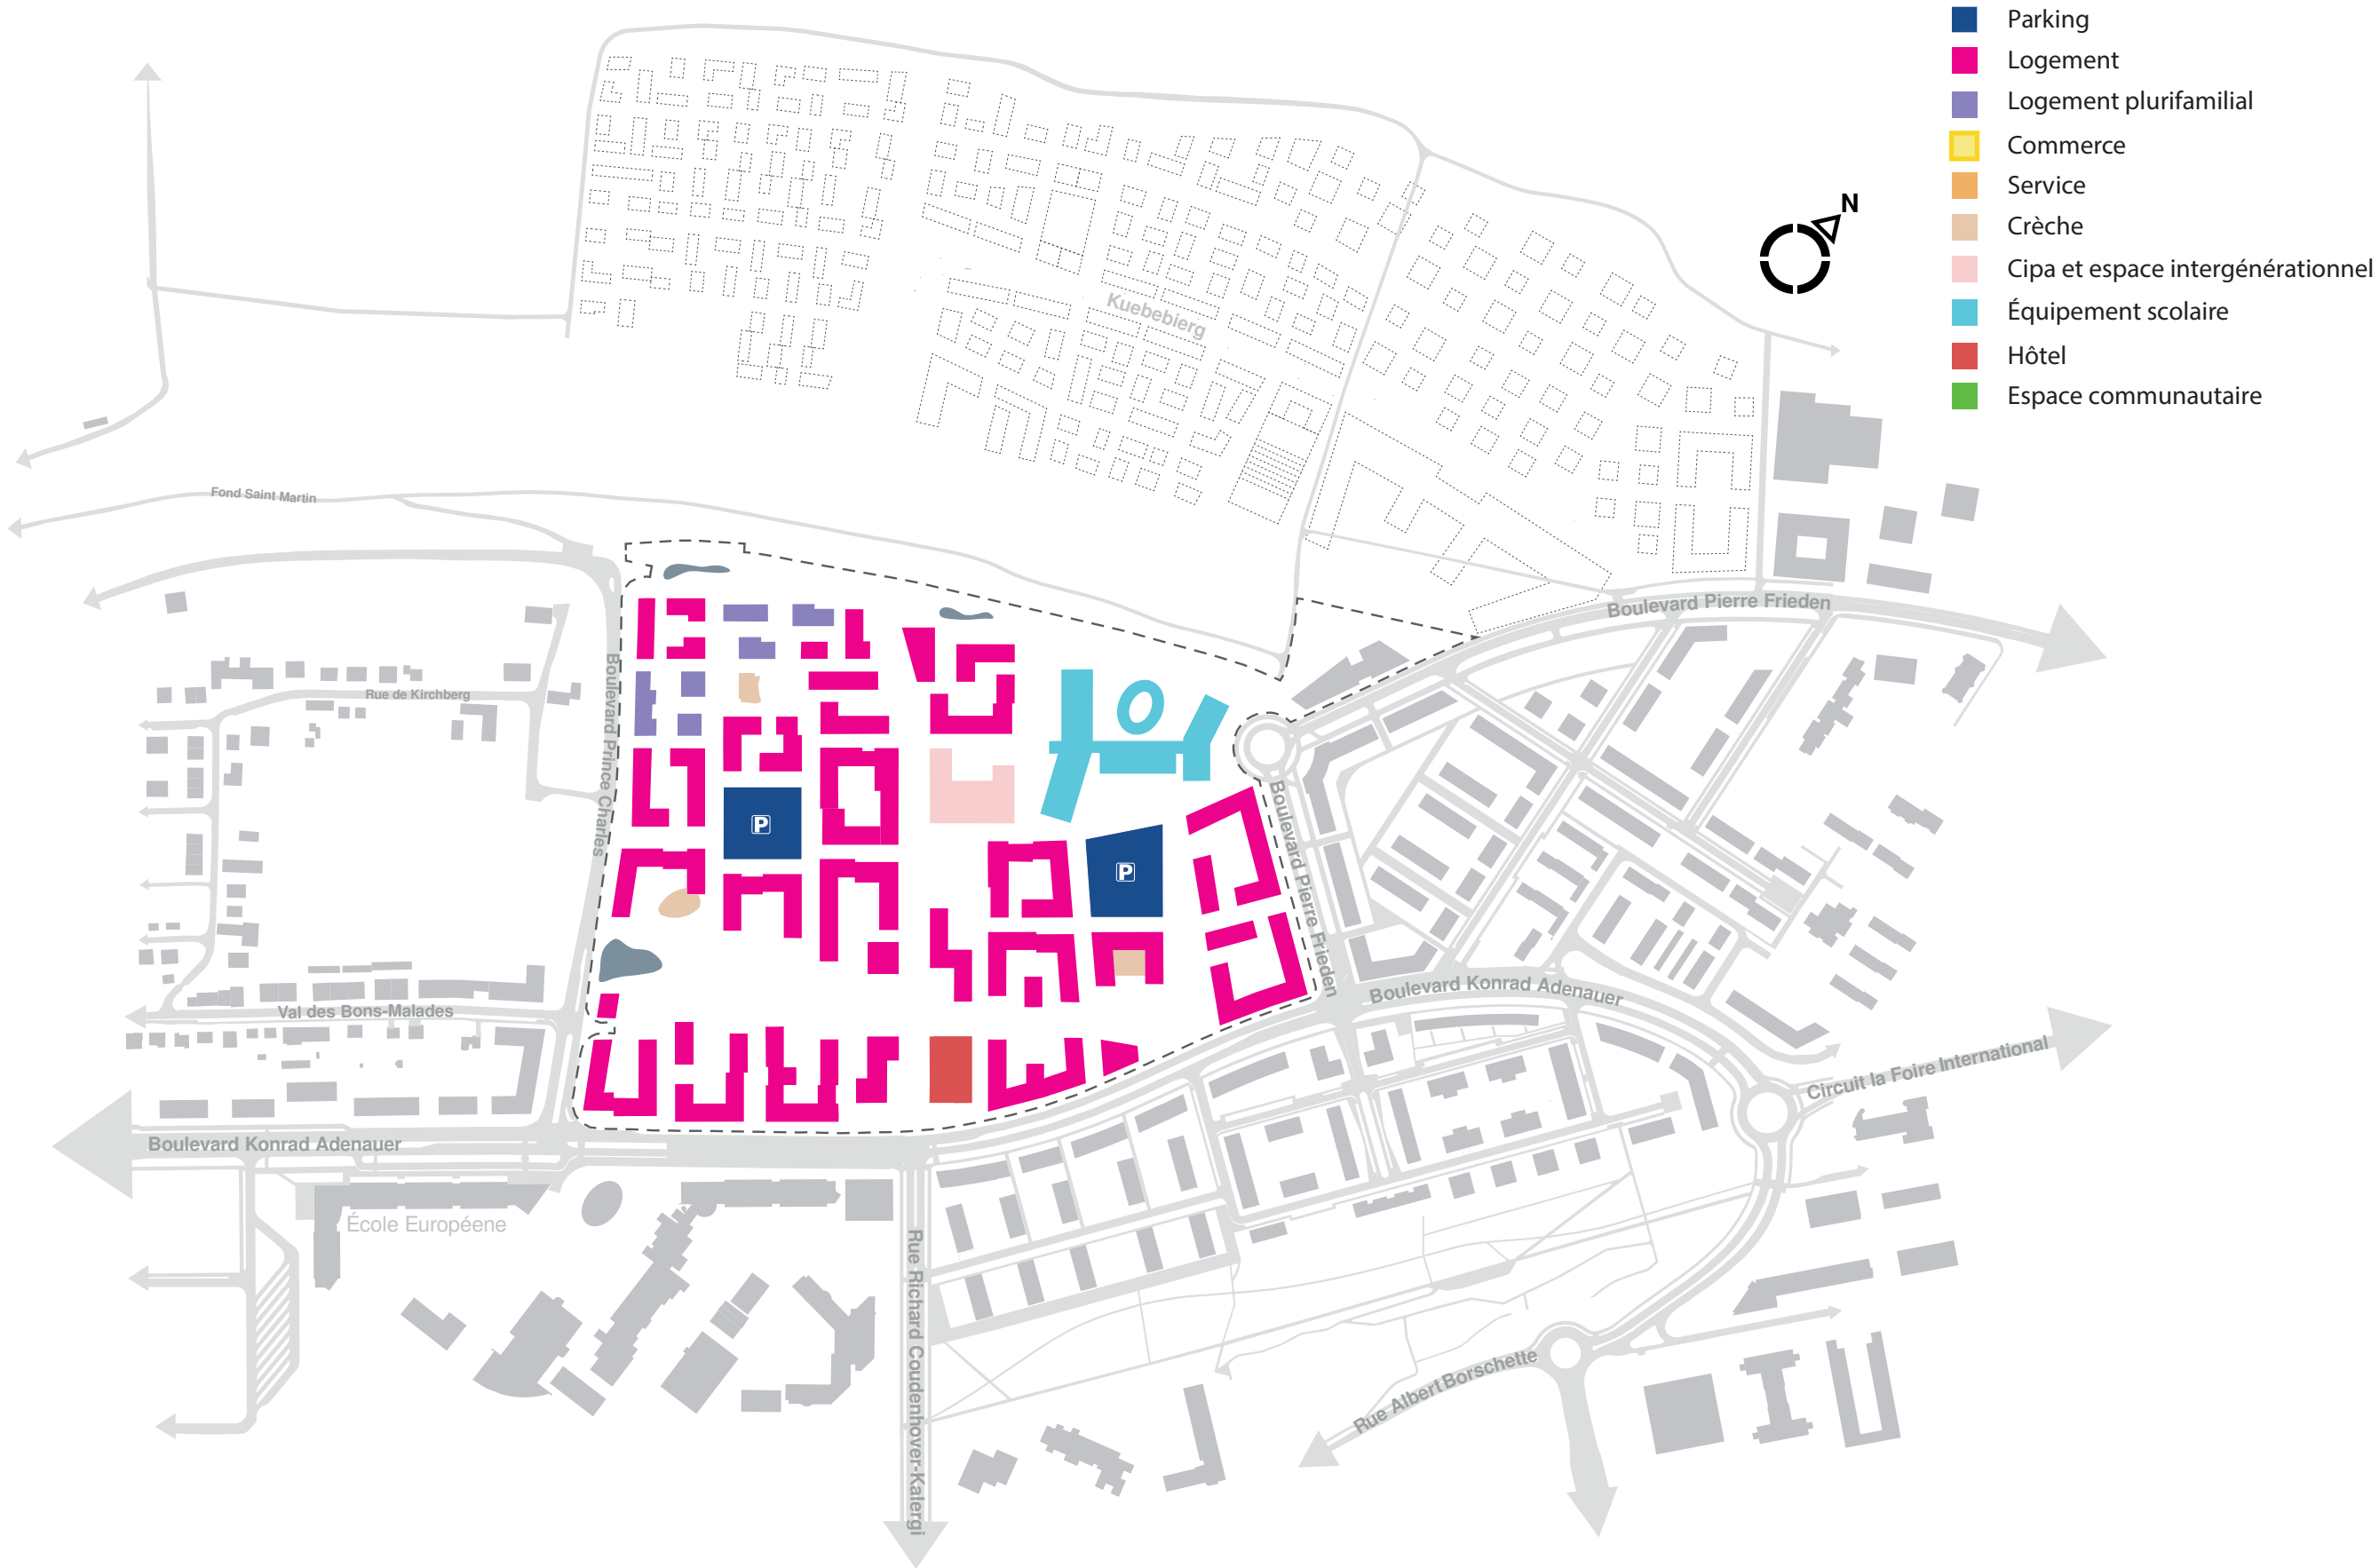 Parking
Logement
Logement plurifamilial
Commerce
Service
Crèche
Cipa et espace intergénérationnel
Équipement scolaire
Hôtel
Espace communautaire
N
Kuebebierg
Fond Saint Martin
Boulevard Pierre Frieden
Rue de Kirchberg
Boulevard Prince Charles
P
P
Boulevard Pierre Frieden
Val des Bons-Malades
Boulevard Konrad Adenauer
Circuit la Foire International
Boulevard Konrad Adenauer
École Européene
Rue Richard Coudenhover-Kalergi
Rue Albert Borschette